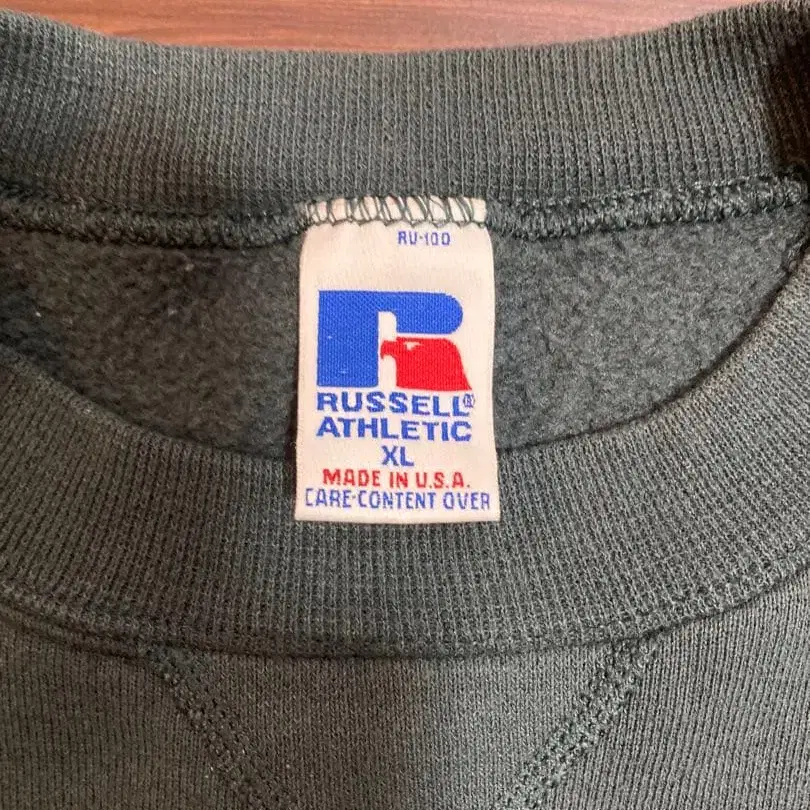 RU-100
RUSSELL®
ATHLETIC
XL
MADE IN U.S.A.
CARE-CONTENT OVER